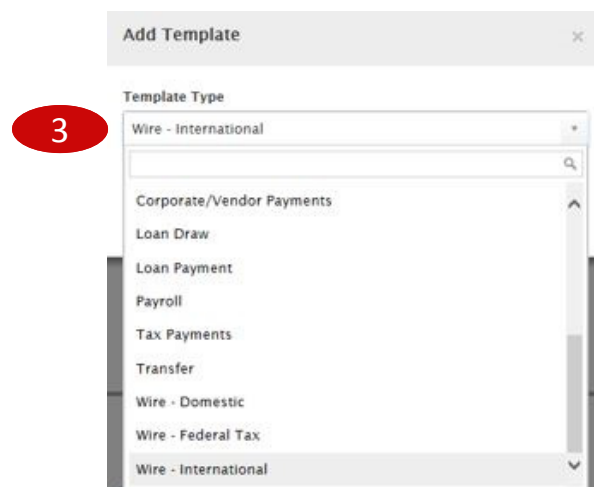 Add Template
Template Type
3
Wire - International
Corporate/Vendor Payments
Loan Draw
Loan Payment
Payroll
Tax Payments
Transfer
Wire - Domestic
Wire - Federal Tax
Wire - International